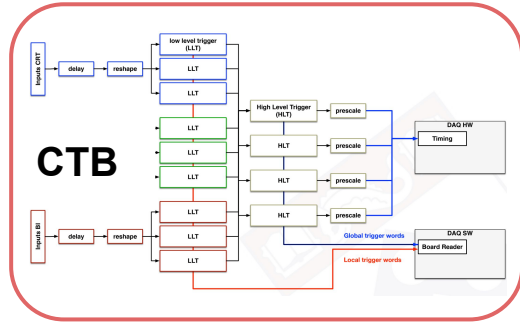 Inputs CRT
delay
reshape
low level trigger
(LLT)
LLT
LLT
LLT
LLT
LLT
CTB
Inputs BI
delay
reshape
LLT
LLT
LLT
High Level Trigger
(HLT)
prescale
HLT
prescale
HLT
prescale
HLT
prescale
DAQ HW
Timing
Global trigger words
DAQ SW
Board Reader
Local trigger words